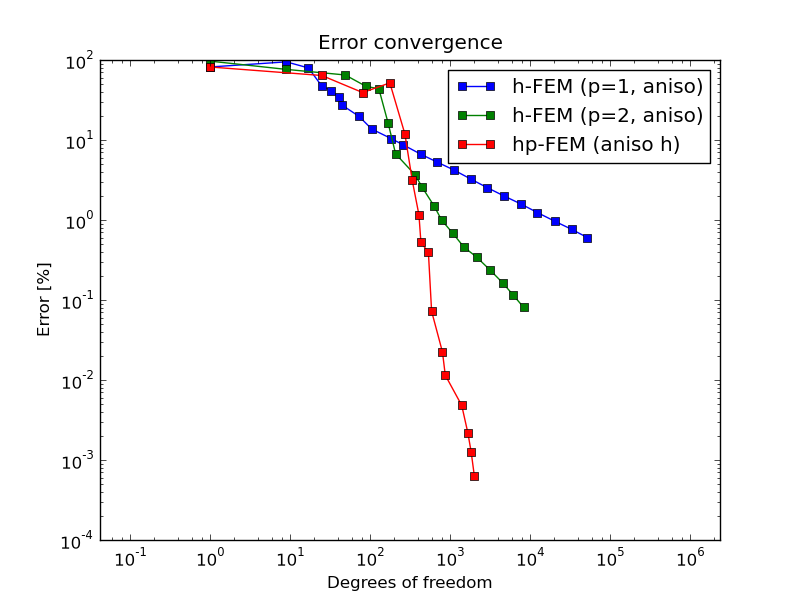 Error convergence
h-FEM (p=1, aniso)
h-FEM (p=2, aniso)
hp-FEM (aniso h)
Error [%]
10^2
10^1
10^0
10^-1
10^-2
10^-3
10^-4
10^-1 10^0 10^1 10^2 10^3 10^4 10^5 10^6
Degrees of freedom